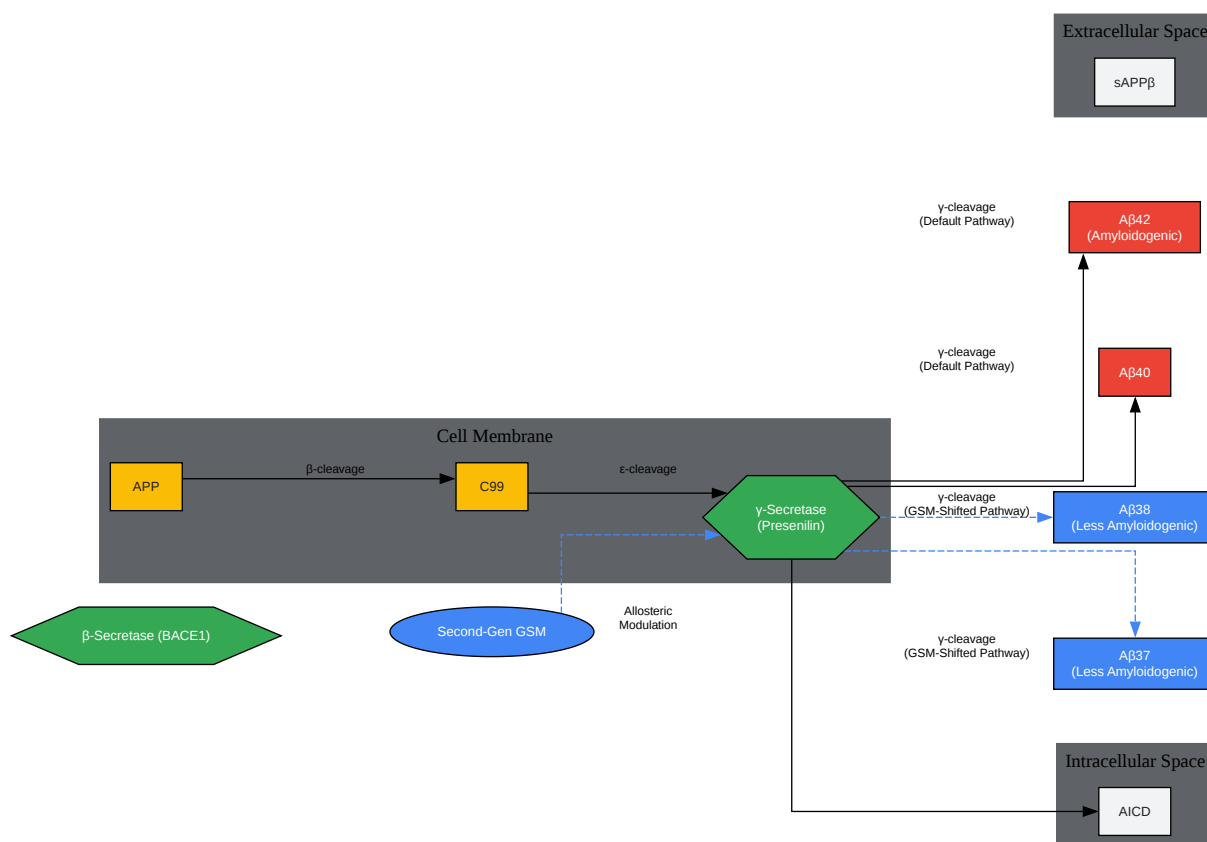 Extracellular Space
sAPPβ
γ-cleavage
(Default Pathway)
Aβ42
(Amyloidogenic)
γ-cleavage
(Default Pathway)
Aβ40
Cell Membrane
APP
β-cleavage
C99
ε-cleavage
γ-Secretase
(Presenilin)
γ-cleavage
(GSM-Shifted Pathway)
Aβ38
(Less Amyloidogenic)
β-Secretase (BACE1)
Second-Gen GSM
Allosteric
Modulation
γ-cleavage
(GSM-Shifted Pathway)
Aβ37
(Less Amyloidogenic)
Intracellular Space
AICD